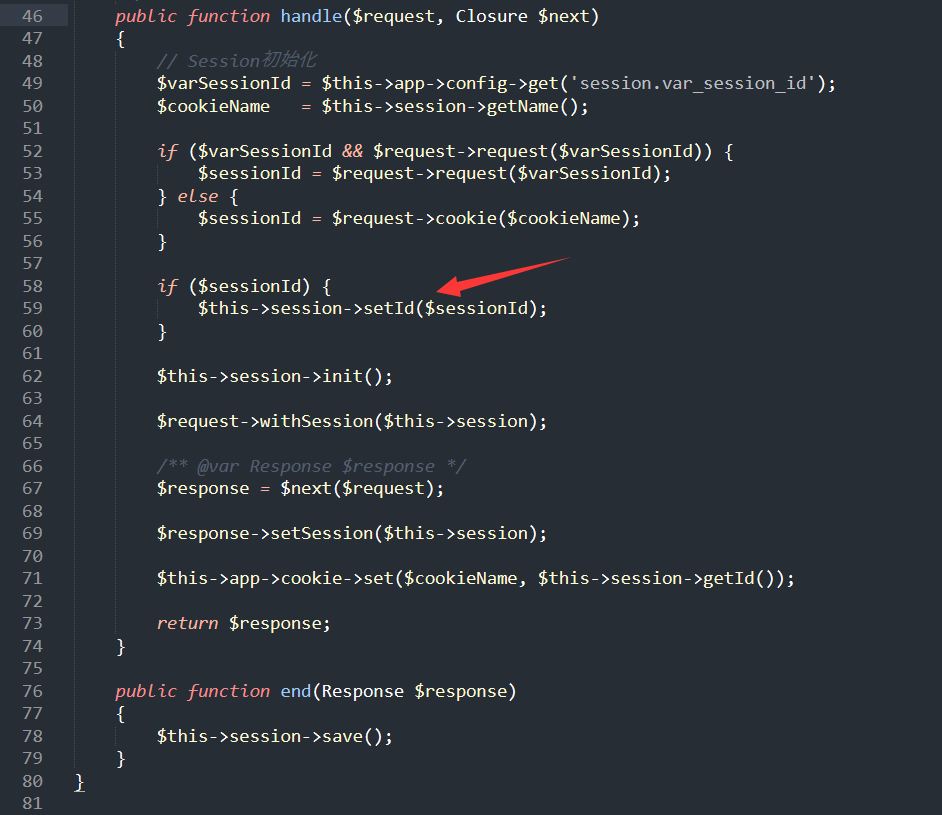 46 public function handle($request, Closure $next)
47 {
48 // Session初始化
49 $varSessionId = $this->app->config->get('session.var_session_id');
50 $cookieName   = $this->session->getName();
51
52 if ($varSessionId && $request->request($varSessionId)) {
53 $sessionId = $request->request($varSessionId);
54 } else {
55 $sessionId = $request->cookie($cookieName);
56 }
57
58 if ($sessionId) {
59 $this->session->setId($sessionId);
60 }
61
62 $this->session->init();
63
64 $request->withSession($this->session);
65
66 /** @var Response $response */
67 $response = $next($request);
68
69 $response->setSession($this->session);
70
71 $this->app->cookie->set($cookieName, $this->session->getId());
72
73 return $response;
74 }
75
76 public function end(Response $response)
77 {
78 $this->session->save();
79 }
80 }
81